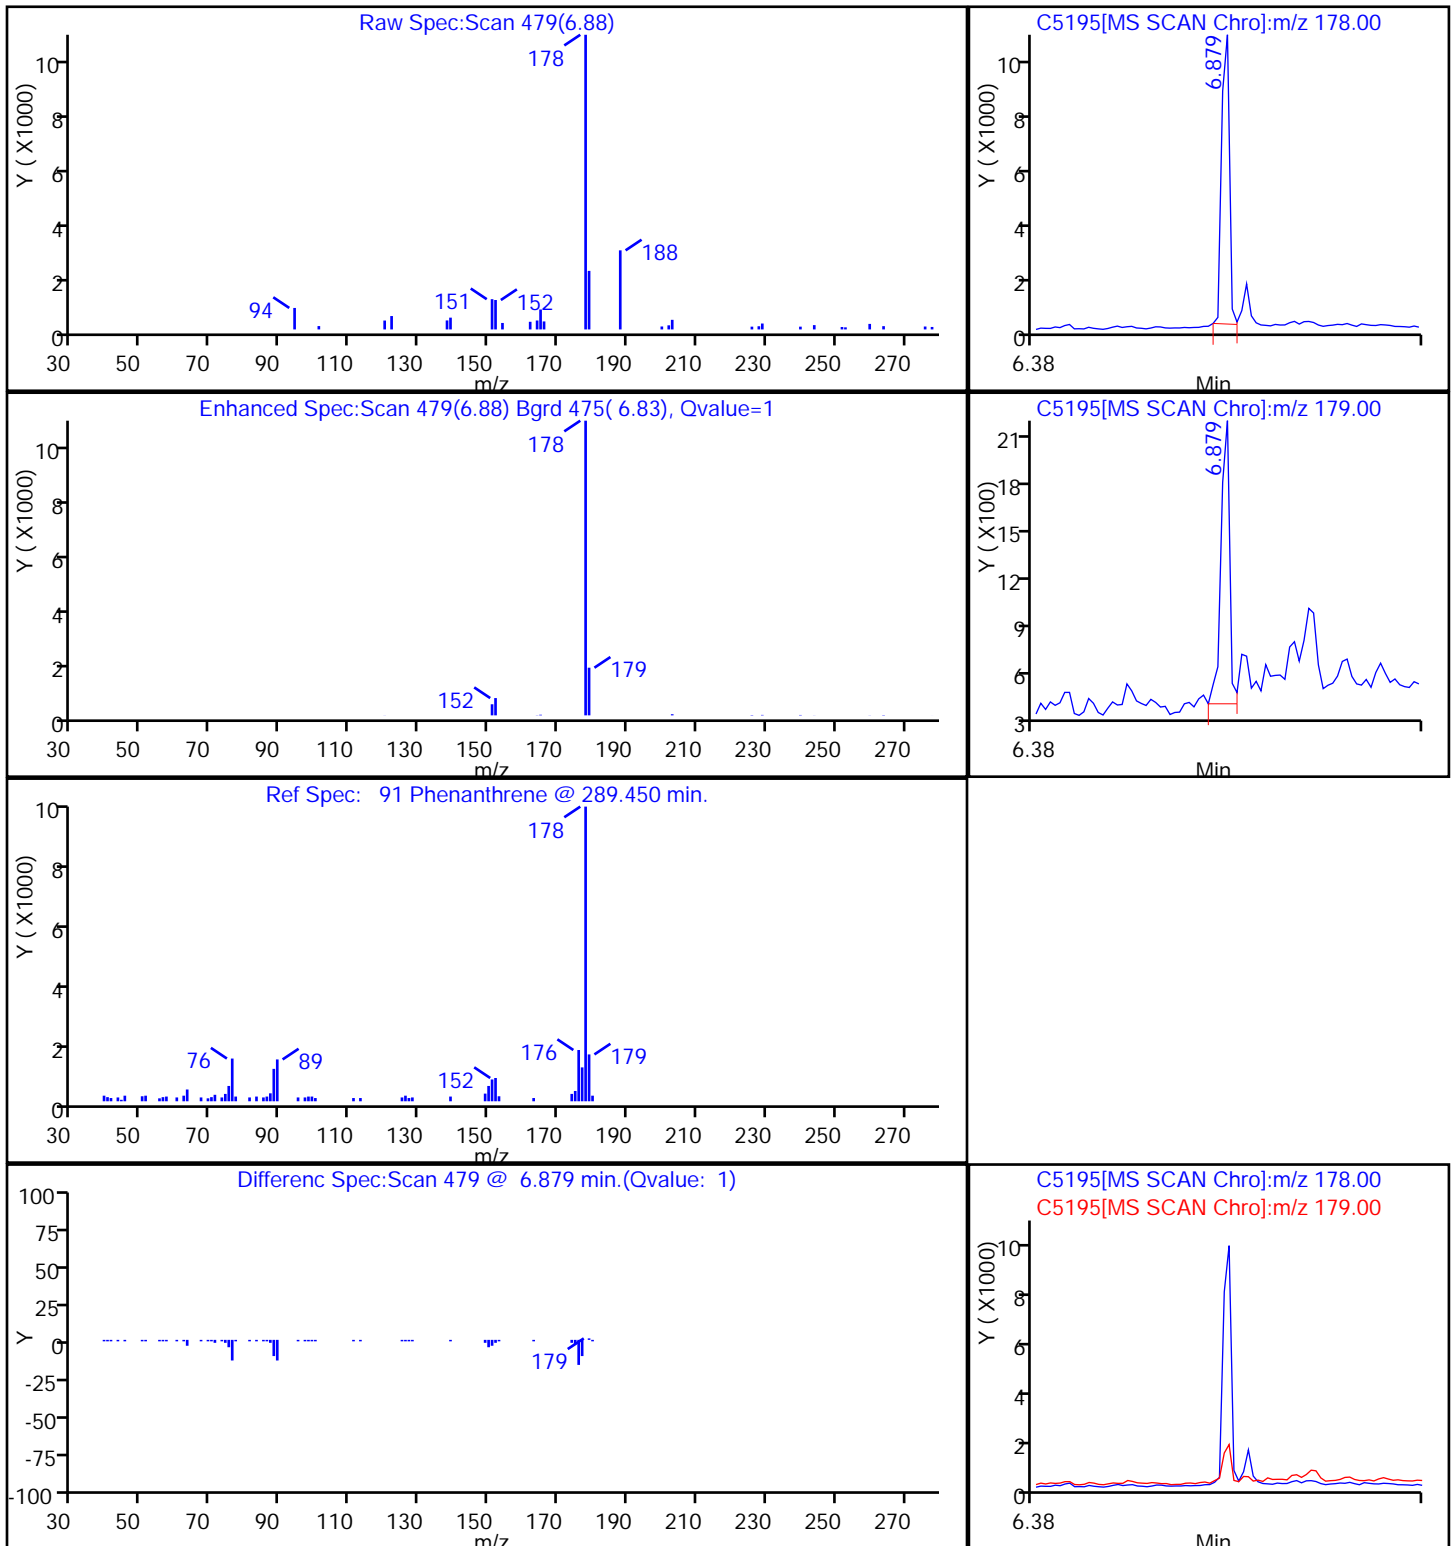 Raw Spec:Scan 479(6.88)
178
188
151
152
94
10
8
6
4
2
0
Y ( X1000)
30 50 70 90 110 130 150 170 190 210 230 250 270
m/z
C5195[MS SCAN Chro]:m/z 178.00
6.879
10
8
6
4
2
0
Y ( X1000)
6.38
Min
Enhanced Spec:Scan 479(6.88) Bgrd 475( 6.83), Qvalue=1
178
179
152
10
8
6
4
2
0
Y ( X1000)
30 50 70 90 110 130 150 170 190 210 230 250 270
m/z
C5195[MS SCAN Chro]:m/z 179.00
6.879
21
18
15
12
9
6
3
Y ( X100)
6.38
Min
Ref Spec: 91 Phenanthrene @ 289.450 min.
178
176
179
76
89
152
10
8
6
4
2
0
Y ( X1000)
30 50 70 90 110 130 150 170 190 210 230 250 270
m/z
Differenc Spec:Scan 479 @ 6.879 min.(Qvalue: 1)
100
75
50
25
0
-25
-50
-75
-100
Y
179
30 50 70 90 110 130 150 170 190 210 230 250 270
m/z
C5195[MS SCAN Chro]:m/z 178.00
C5195[MS SCAN Chro]:m/z 179.00
10
8
6
4
2
0
Y ( X1000)
6.38
Min